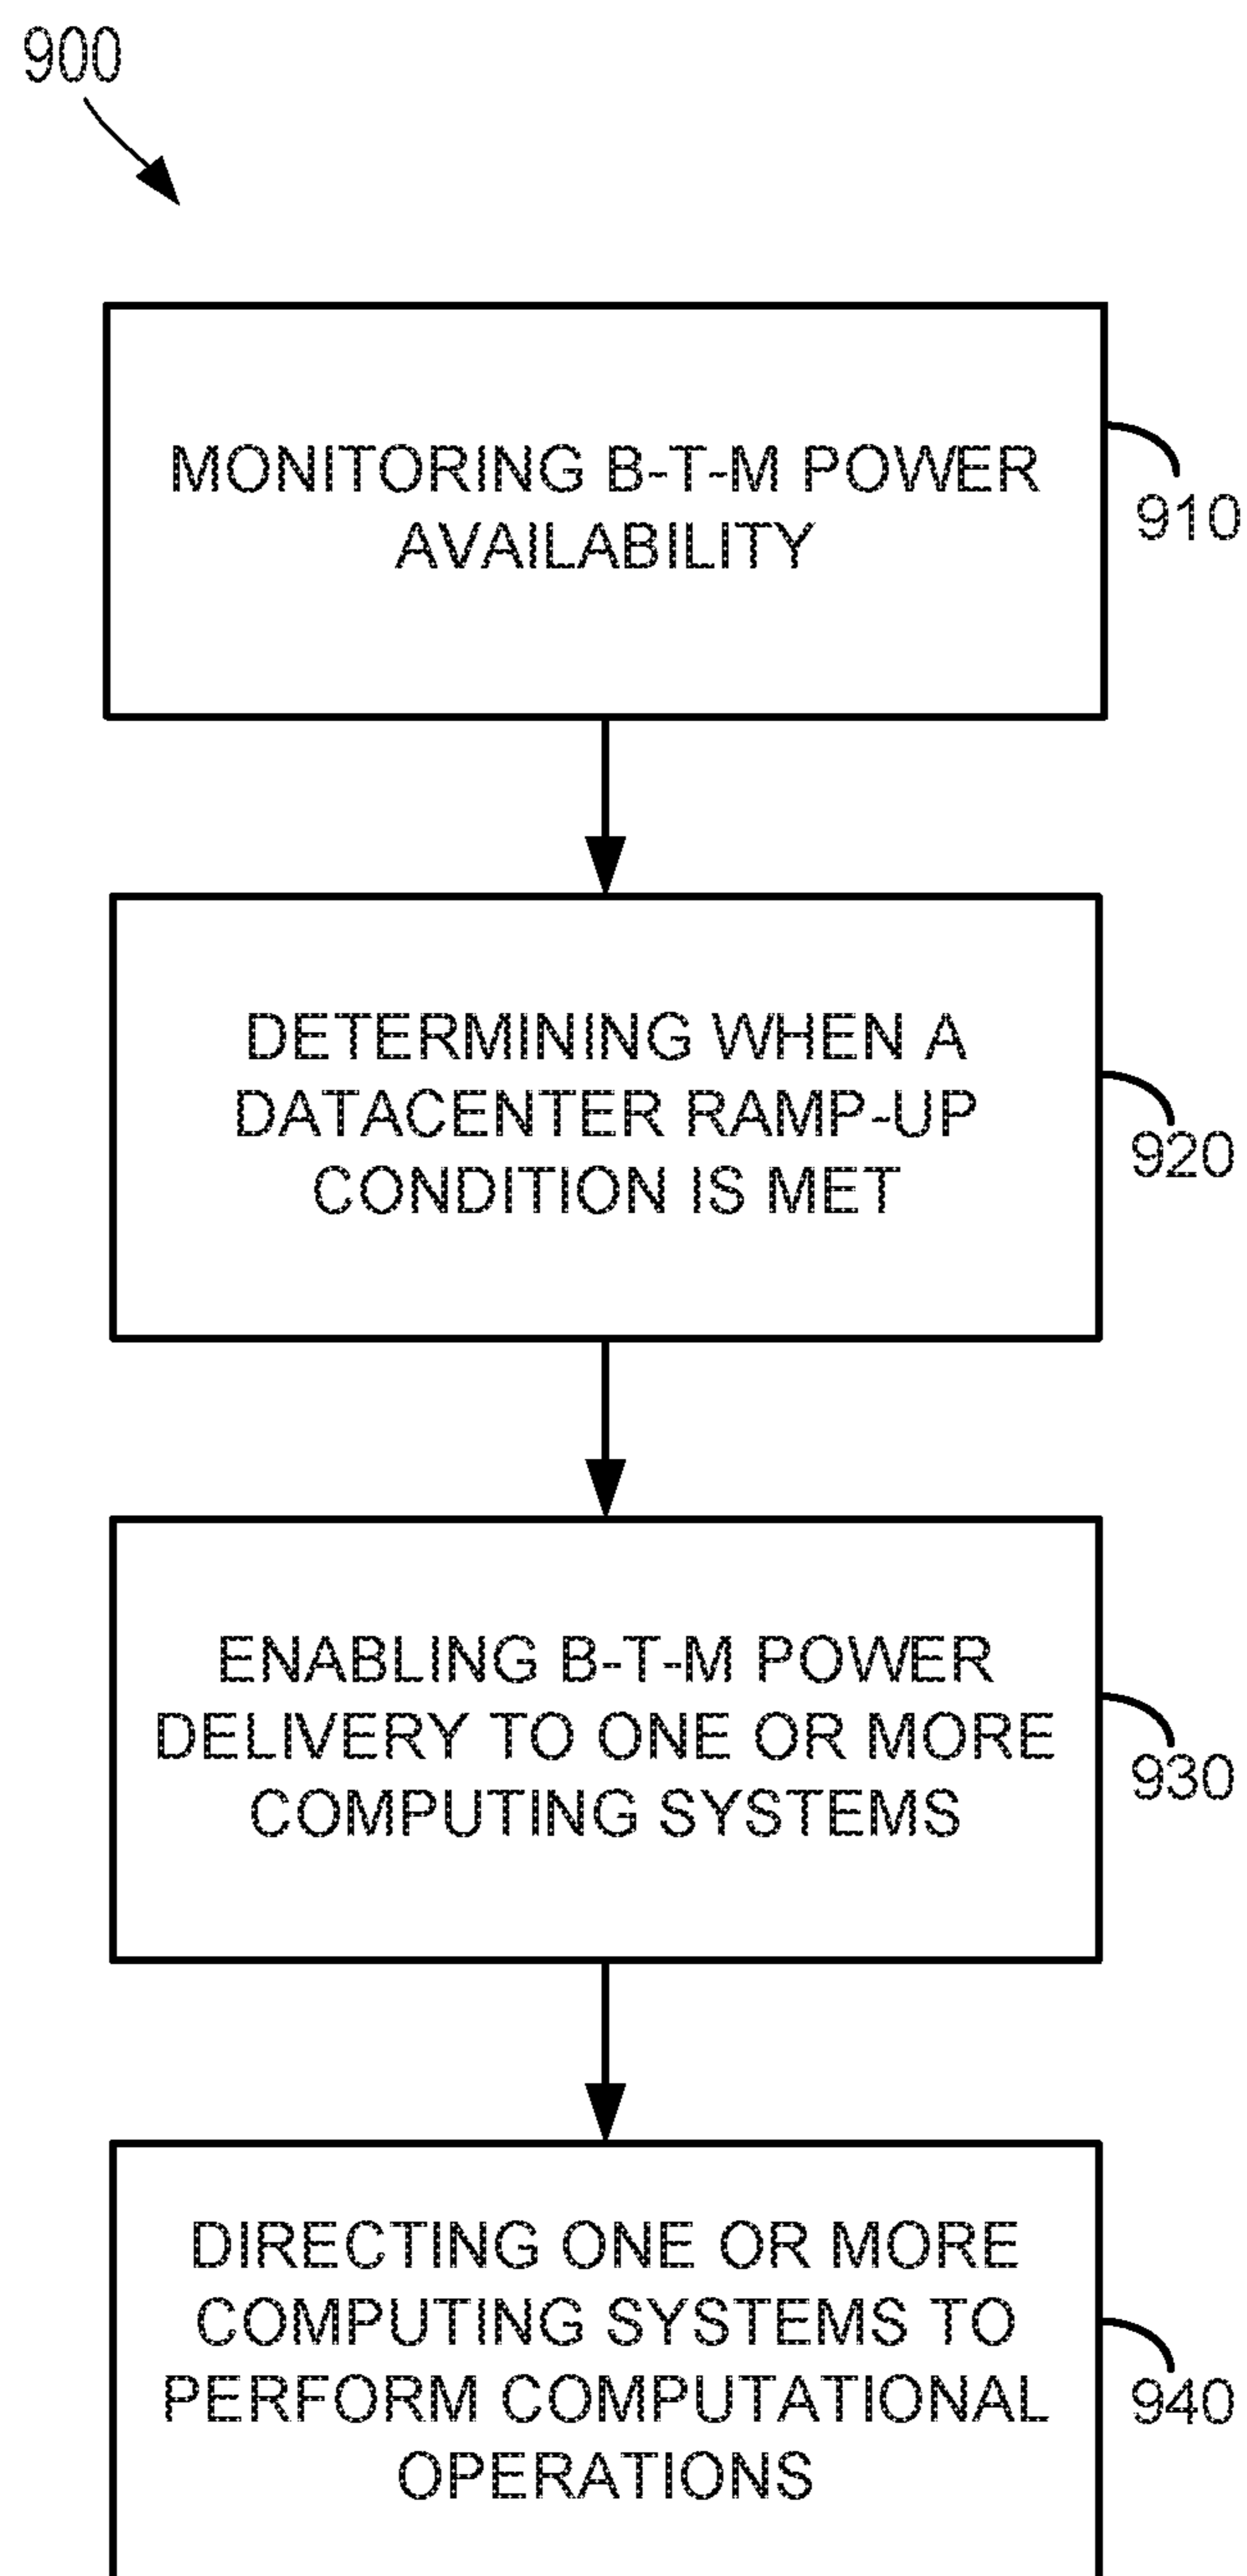 900
MONITORING B-T-M POWER
AVAILABILITY
910
DETERMINING WHEN A
DATACENTER RAMP-UP
CONDITION IS MET
920
ENABLING B-T-M POWER
DELIVERY TO ONE OR MORE
COMPUTING SYSTEMS
930
DIRECTING ONE OR MORE
COMPUTING SYSTEMS TO
PERFORM COMPUTATIONAL
OPERATIONS
940